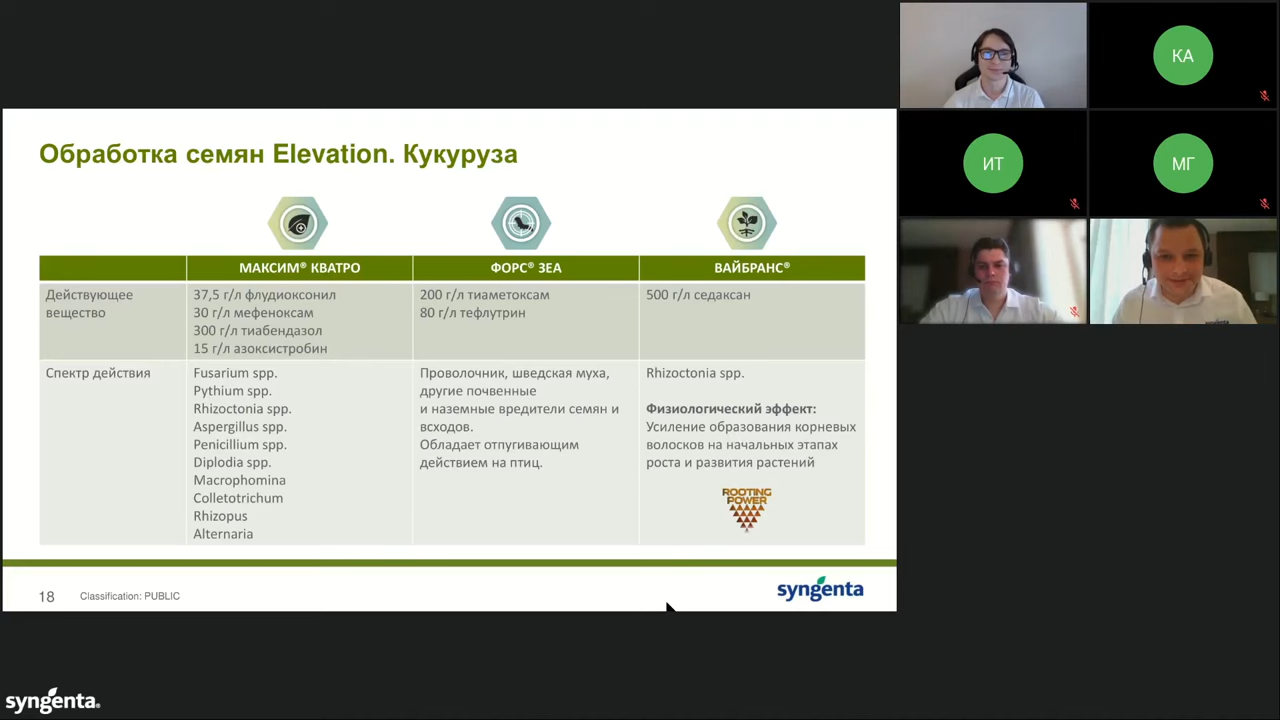 Обработка семян Elevation. Кукуруза
МАКСИМ® КВАТРО
ФОРС® ЗЕА
ВАЙБРАНС®
Действующее
вещество
37,5 г/л флудиоксонил
30 г/л мефеноксам
300 г/л тиабендазол
15 г/л азоксистробин
200 г/л тиаметоксам
80 г/л тефлутрин
500 г/л седаксан
Спектр действия
Fusarium spp.
Pythium spp.
Rhizoctonia spp.
Aspergillus spp.
Penicillium spp.
Diplodia spp.
Macrophomina
Colletotrichum
Rhizopus
Alternaria
Проволочник, шведская муха,
другие почвенные
и наземные вредители семян и
всходов.
Обладает отпугивающим
действием на птиц.
Rhizoctonia spp.
Физиологический эффект:
Усиление образования корневых
волосков на начальных этапах
роста и развития растений
ROOTING
POWER
18
Classification: PUBLIC
syngenta
КА
ИТ
МГ
syngenta®